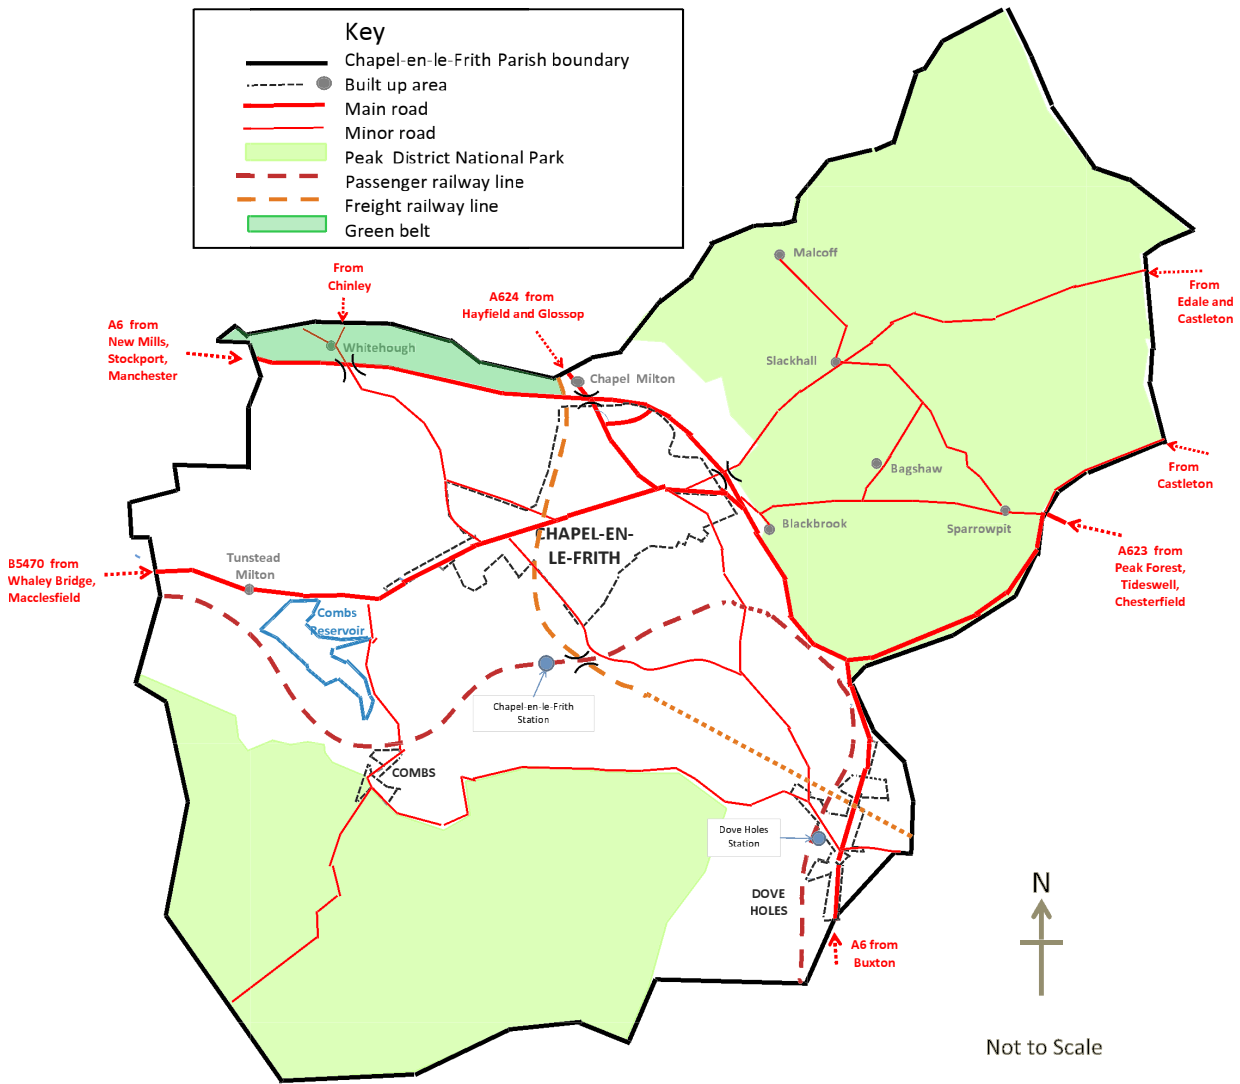 Key
Chapel-en-le-Frith Parish boundary
Built up area
Main road
Minor road
Peak District National Park
Passenger railway line
Freight railway line
Green belt
Malcoff
From
Chinley
A624 from
Hayfield and Glossop
From
Edale and
Castleton
A6 from
New Mills,
Stockport,
Manchester
Whitehough
Slackhall
Chapel Milton
Bagshaw
From
Castleton
Blackbrook
Sparrowpit
CHAPEL-EN-
LE-FRITH
A623 from
Peak Forest,
Tideswell,
Chesterfield
B5470 from
Whaley Bridge,
Macclesfield
Tunstead
Milton
Combs
Reservoir
Chapel-en-le-Frith
Station
COMBS
Dove Holes
Station
DOVE
HOLES
A6 from
Buxton
N
Not to Scale